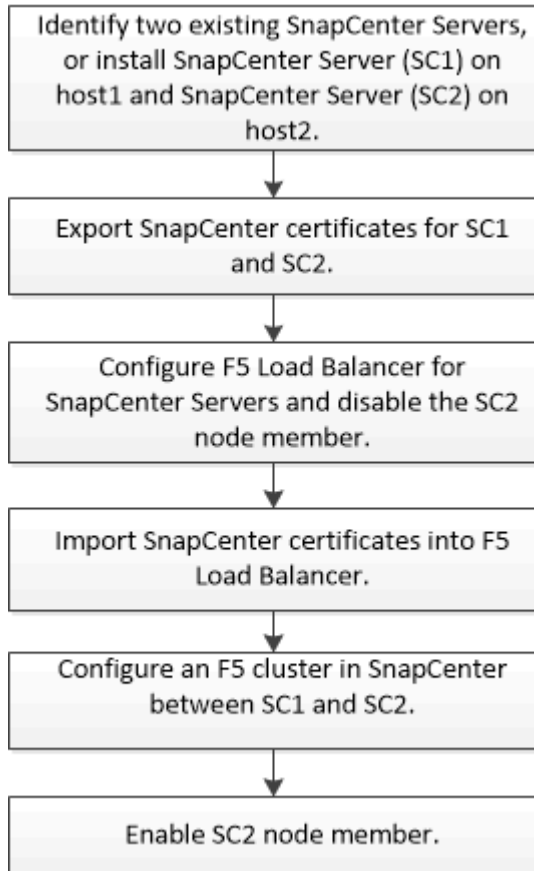 Identify two existing SnapCenter Servers,
or install SnapCenter Server (SC1) on
host1 and SnapCenter Server (SC2) on
host2.
Export SnapCenter certificates for SC1
and SC2.
Configure F5 Load Balancer for
SnapCenter Servers and disable the SC2
node member.
Import SnapCenter certificates into F5
Load Balancer.
Configure an F5 cluster in SnapCenter
between SC1 and SC2.
Enable SC2 node member.